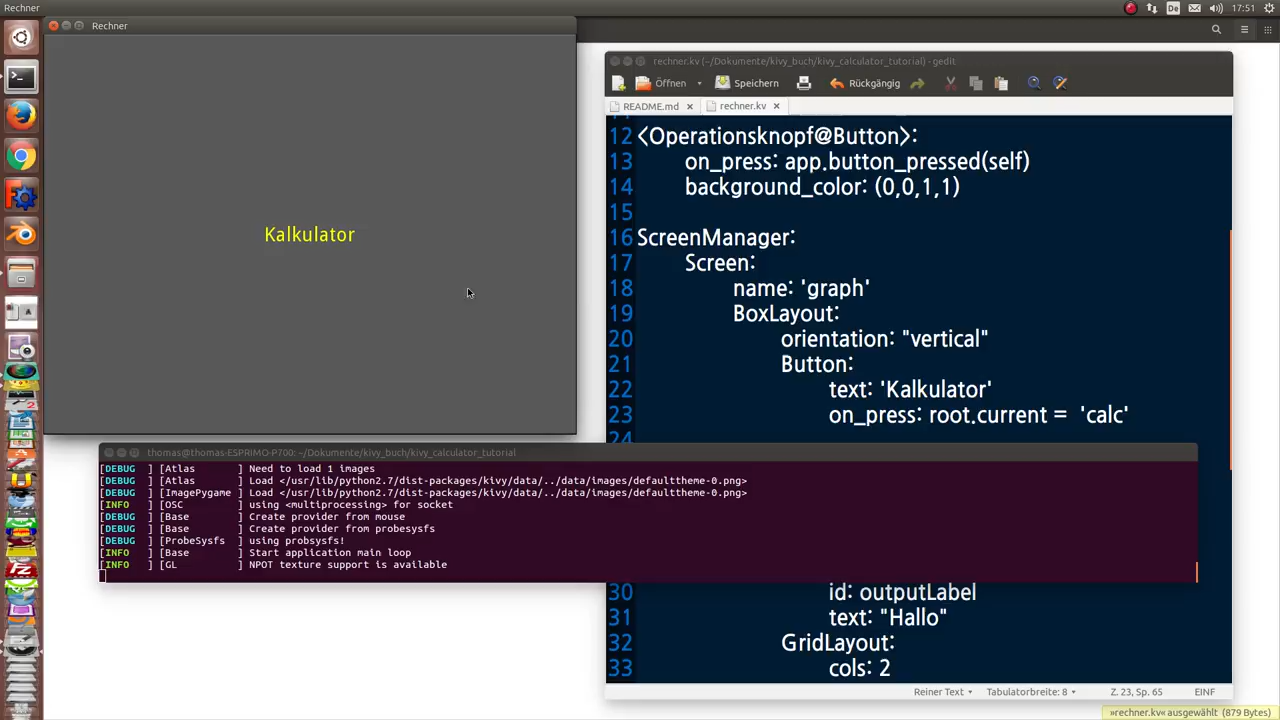 Rechner
De
17:51
Rechner
Kalkulator
rechner.kv (~/Dokumente/kivy_buch/kivy_calculator_tutorial) - gedit
Öffnen Speichern Rückgängig
README.md rechner.kv
12 <Operationsknopf@Button>:
13 on_press: app.button_pressed(self)
14 background_color: (0,0,1,1)
15
16 ScreenManager:
17 Screen:
18 name: 'graph'
19 BoxLayout:
20 orientation: "vertical"
21 Button:
22 text: 'Kalkulator'
23 on_press: root.current = 'calc'
24
thomas@thomas-ESPRIMO-P700: ~/Dokumente/kivy_buch/kivy_calculator_tutorial
[DEBUG ] [Atlas ] Need to load 1 images
[DEBUG ] [Atlas ] Load </usr/lib/python2.7/dist-packages/kivy/data/../data/images/defaulttheme-0.png>
[DEBUG ] [ImagePygame ] Load </usr/lib/python2.7/dist-packages/kivy/data/../data/images/defaulttheme-0.png>
[INFO ] [OSC ] using <multiprocessing> for socket
[DEBUG ] [Base ] Create provider from mouse
[DEBUG ] [Base ] Create provider from probesysfs
[DEBUG ] [ProbeSysfs ] using probsysfs!
[INFO ] [Base ] Start application main loop
[INFO ] [GL ] NPOT texture support is available
30 id: outputLabel
31 text: "Hallo"
32 GridLayout:
33 cols: 2
Reiner Text Tabulatorbreite: 8 Z. 23, Sp. 65 EINF
»rechner.kv« ausgewählt (879 Bytes)